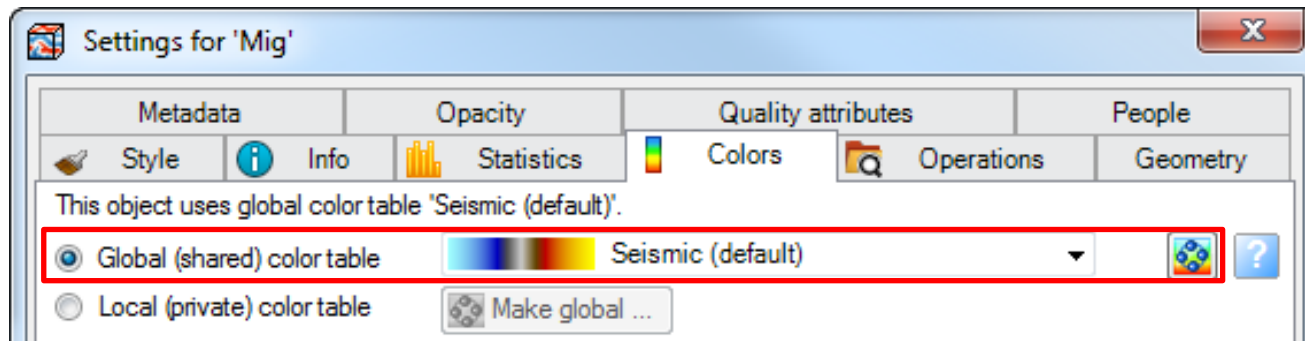 Settings for 'Mig'
Metadata Opacity Quality attributes People
Style Info Statistics Colors Operations Geometry
This object uses global color table 'Seismic (default)'.
Global (shared) color table Seismic (default) ?
Local (private) color table Make global ...